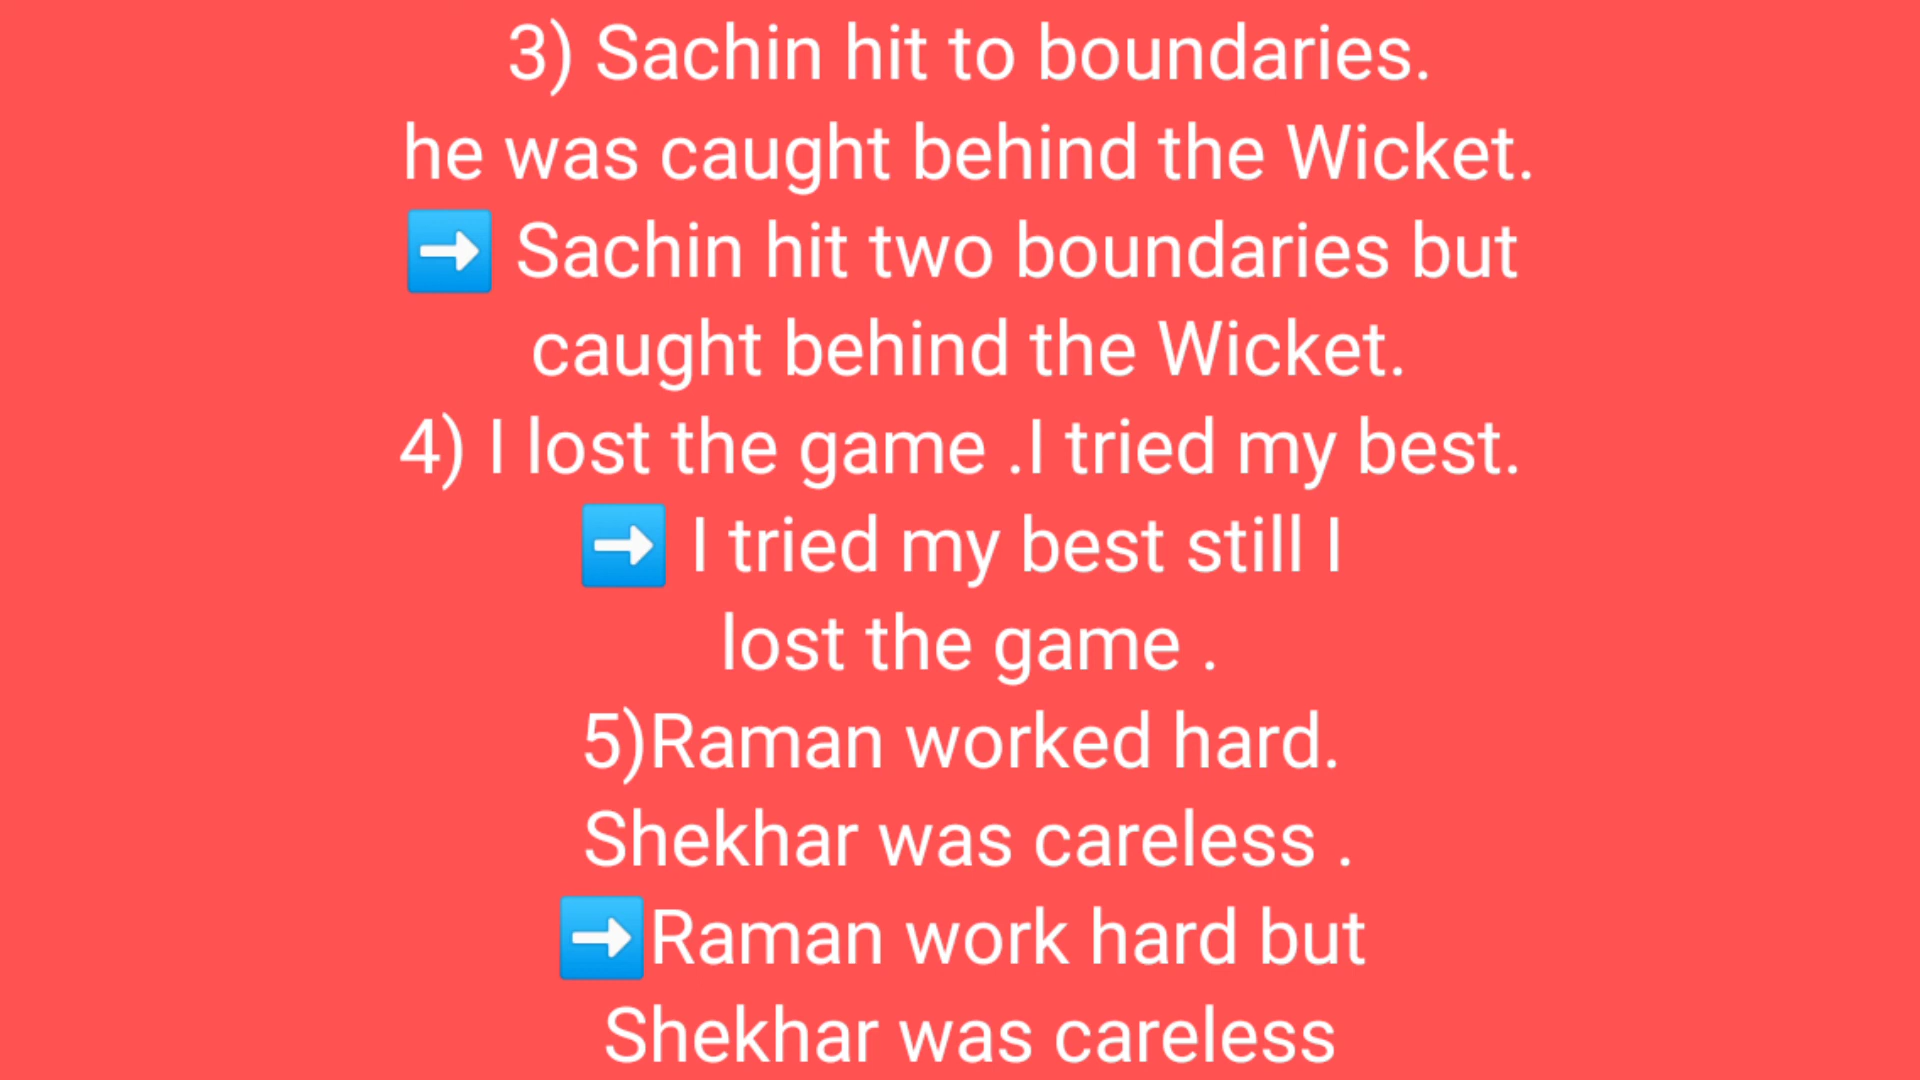 3) Sachin hit to boundaries.
he was caught behind the Wicket.
➡️ Sachin hit two boundaries but
caught behind the Wicket.
4) I lost the game .I tried my best.
➡️ I tried my best still I
lost the game .
5)Raman worked hard.
Shekhar was careless .
➡️Raman work hard but
Shekhar was careless